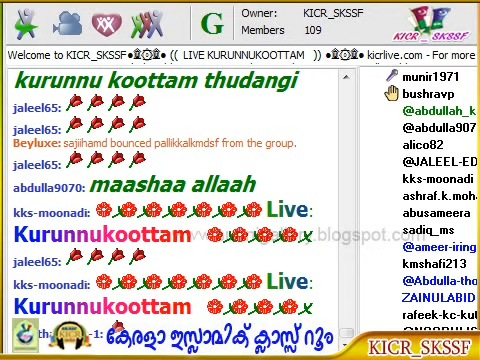 Owner: KICR_SKSSF
Members 109
G
KICR_SKSSF
Welcome to KICR_SKSSF (( LIVE KURUNNUKOOTTAM )) kicrlive.com - For more
kurunnu koottam thudangi
jaleel65:
jaleel65:
Beyluxe: sajiihamd bounced pallikkalkmdsf from the group.
jaleel65:
abdulla9070: maashaa allaah
kks-moonadi: Live:
Kurunnukoottam
jaleel65:
kks-moonadi: Live:
Kurunnukoottam
-1:
കേരളാ ഇസ്ലാമിക് ക്ലാസ്സ് റൂം
munir1971
bushravp
@abdullah_k
@abdulla907
alico82
@JALEEL-ED
kks-moonadi
ashraf.k.moha
abusameera
sadiq_ms
@ameer-iring
kmshafi213
@Abdulla-tho
ZAINULABID
rafeek-kc-kut
KICR_SKSSF